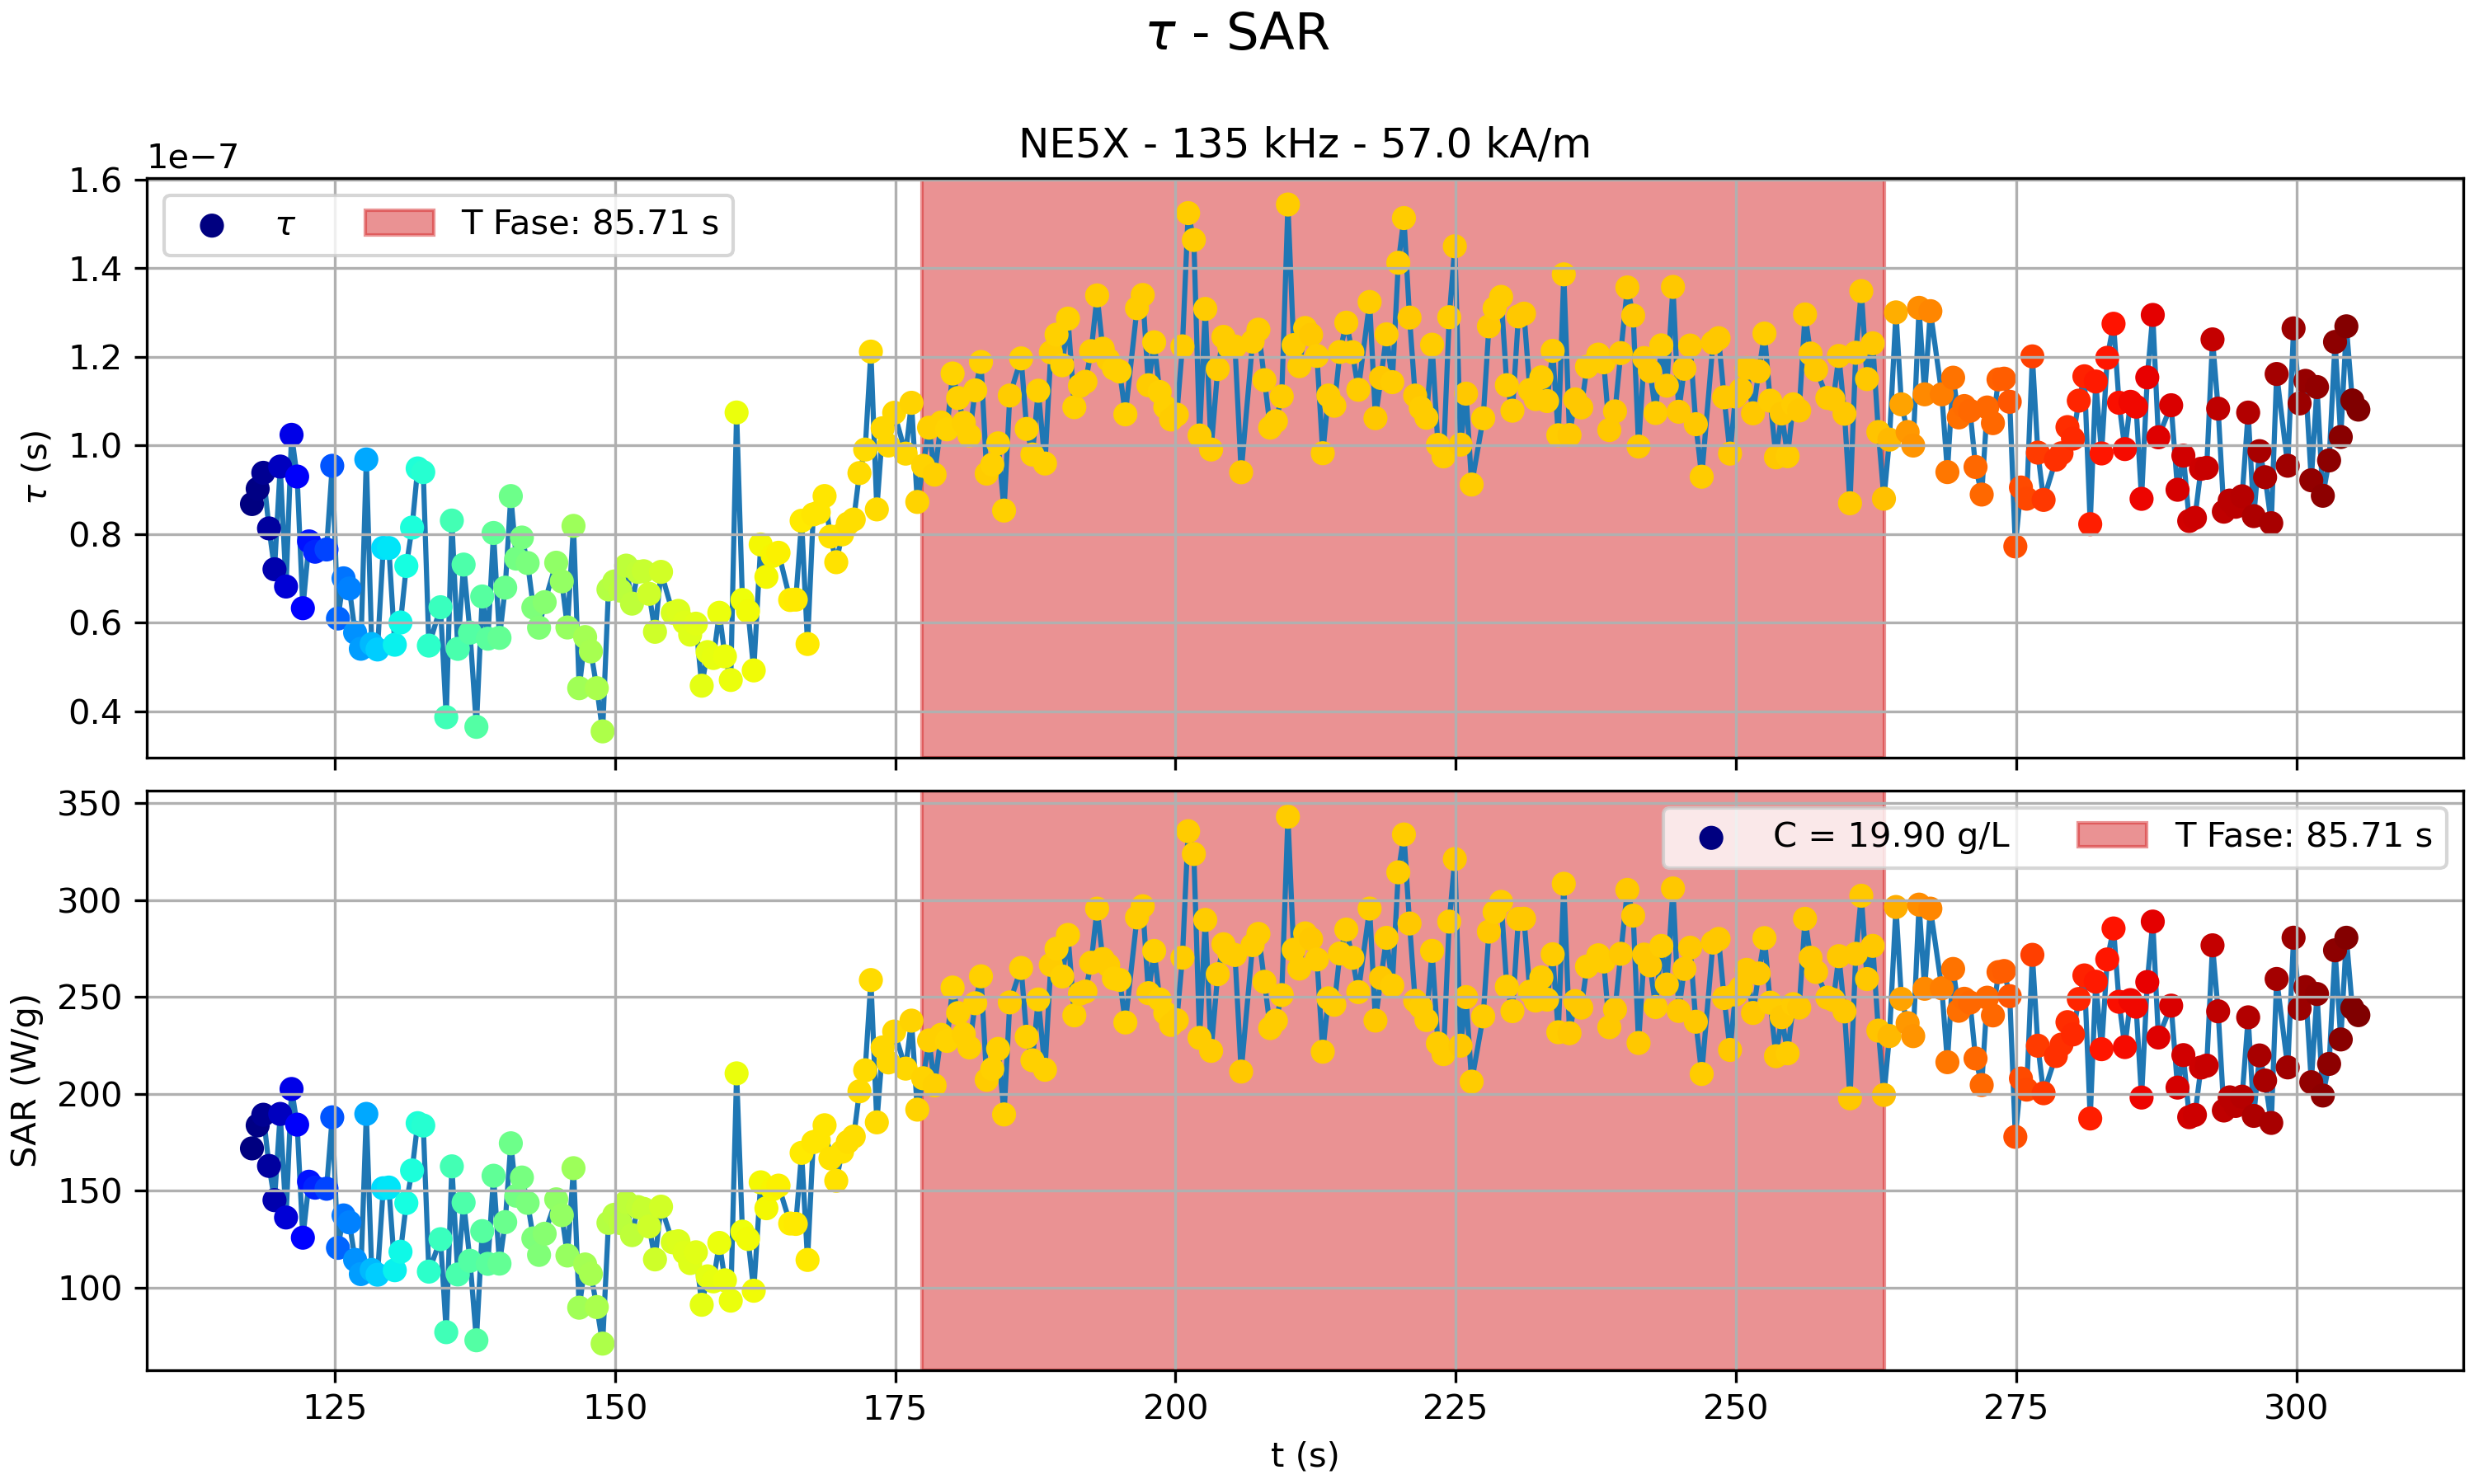 τ - SAR
NE5X - 135 kHz - 57.0 kA/m
1e−7
1.6
1.4
1.2
1.0
0.8
0.6
0.4
τ (s)
τ
T Fase: 85.71 s
350
300
250
200
150
100
SAR (W/g)
C = 19.90 g/L
T Fase: 85.71 s
125
150
175
200
225
250
275
300
t (s)